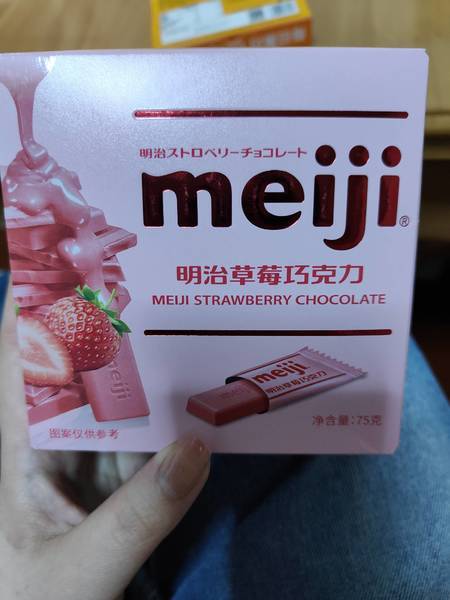 明治ストロベリーチョコレート
meiji®
明治草莓巧克力
MEIJI STRAWBERRY CHOCOLATE
meiji
meiji
明治草莓巧克力
净含量:75克
图案仅供参考